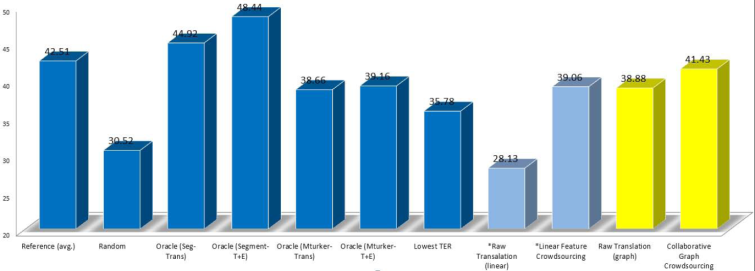 50
45
40
35
30
25
20
42.51
30.52
44.92
48.44
38.66
39.16
35.78
28.13
39.06
38.88
41.43
Reference (avg.)
Random
Oracle (Seg-
Trans)
Oracle (Segment-
T+E)
Oracle (Mturker-
Trans)
Oracle (Mturker-
T+E)
Lowest TER
*Raw
Transalation
(linear)
*Linear Feature
Crowdsourcing
Raw Translation
(graph)
Collaborative
Graph
Crowdsourcing